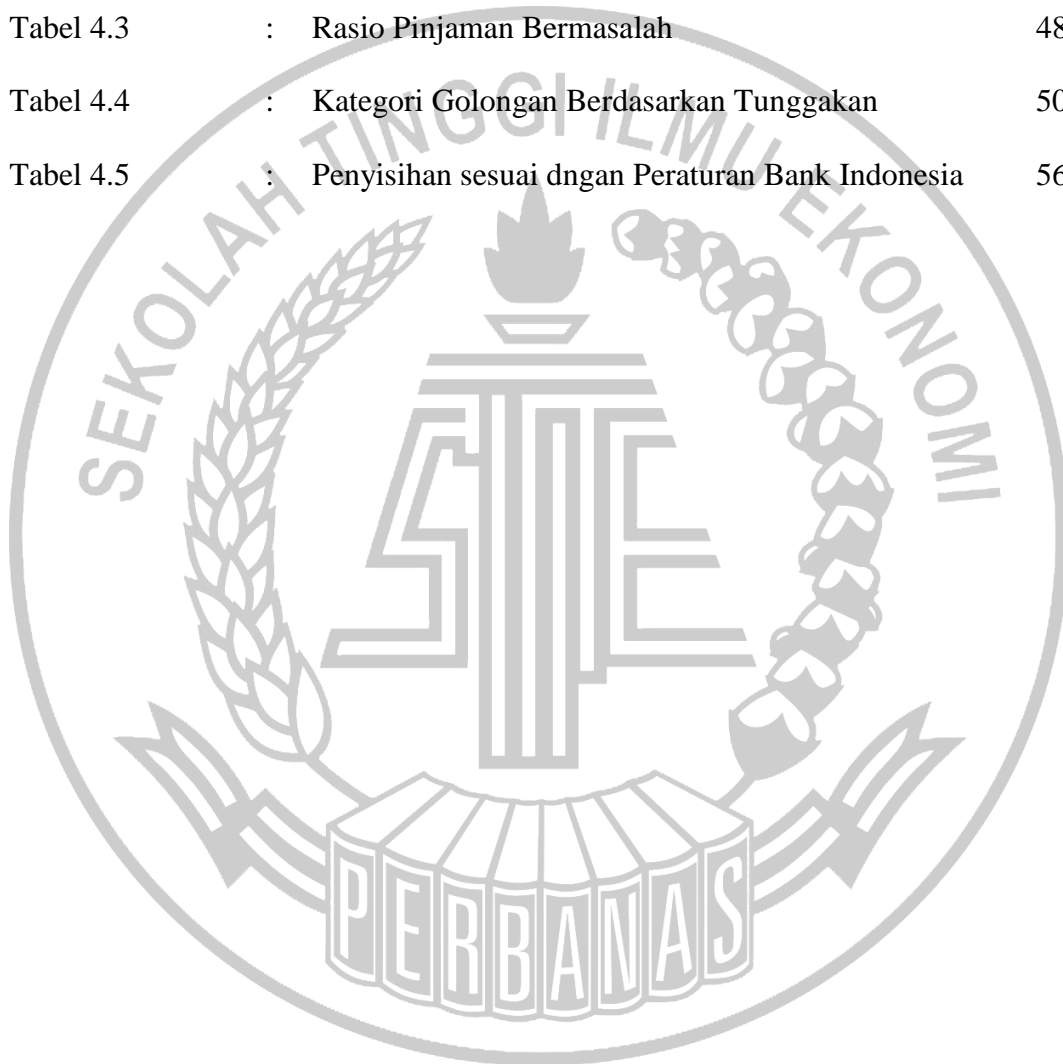 Tabel 4.3 : Rasio Pinjaman Bermasalah 48
Tabel 4.4 : Kategori Golongan Berdasarkan Tunggakan 50
Tabel 4.5 : Penyisihan sesuai dngan Peraturan Bank Indonesia 56
SEKOLAH TINGGI ILMU EKONOMI
STIE
PERBANAS